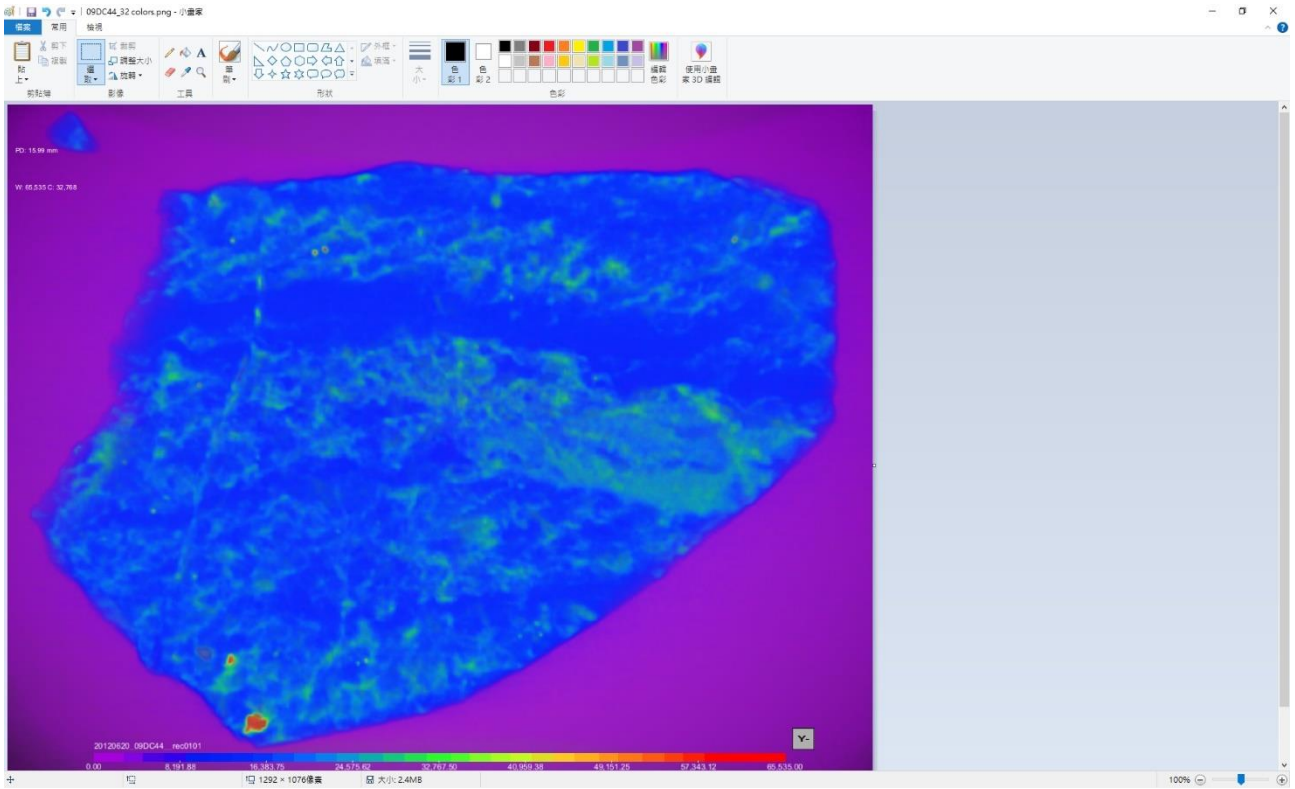 09DC44_32 colors.png - 小畫家
檔案 常用 檢視
貼上
剪下
複製
剪貼簿
選取
裁剪
調整大小
旋轉
影像
A
工具
筆刷
外框
填滿
形狀
大小
色彩 1
色彩 2
編輯色彩
色彩
使用小畫家 3D 編輯
PD: 15.99 mm
W: 65,535 C: 32,768
Y-
20120620_09DC44__rec0101
0.00 8,191.88 16,383.75 24,575.62 32,767.50 40,959.38 49,151.25 57,343.12 65,535.00
1292 × 1076像素 大小: 2.4MB 100%